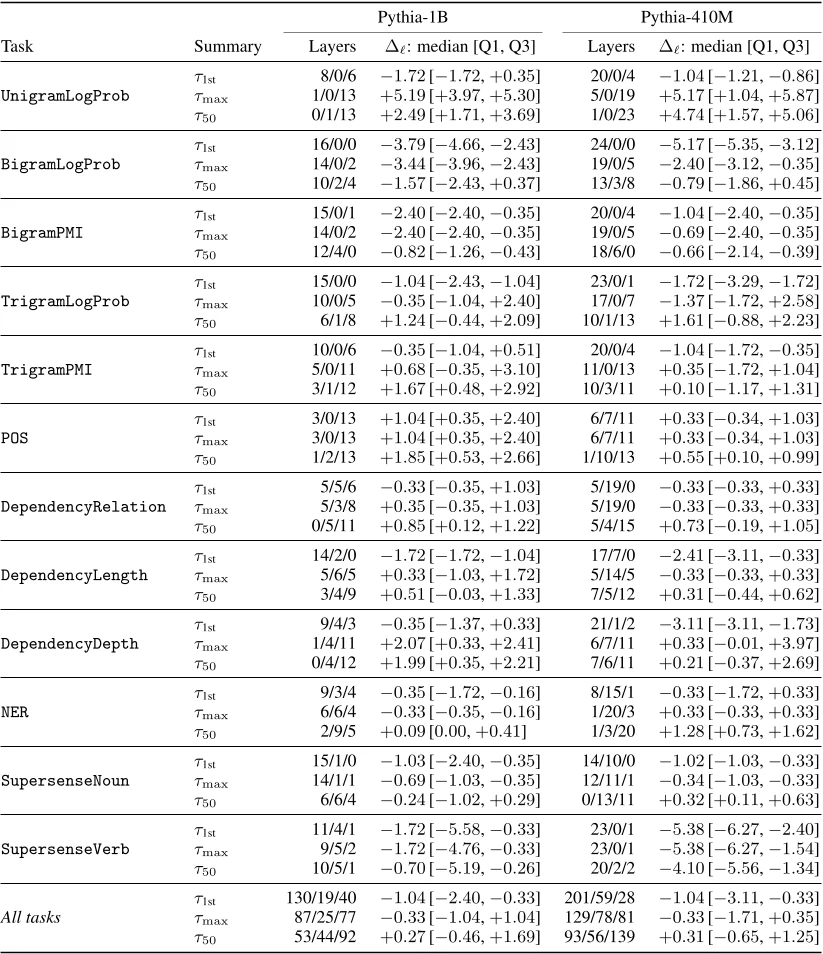 Pythia-1B Pythia-410M
Task Summary Layers Δℓ: median [Q1, Q3] Layers Δℓ: median [Q1, Q3]
τ1st 8/0/6 −1.72 [−1.72, +0.35] 20/0/4 −1.04 [−1.21, −0.86]
UnigramLogProb τmax 1/0/13 +5.19 [+3.97, +5.30] 5/0/19 +5.17 [+1.04, +5.87]
τ50 0/1/13 +2.49 [+1.71, +3.69] 1/0/23 +4.74 [+1.57, +5.06]
τ1st 16/0/0 −3.79 [−4.66, −2.43] 24/0/0 −5.17 [−5.35, −3.12]
BigramLogProb τmax 14/0/2 −3.44 [−3.96, −2.43] 19/0/5 −2.40 [−3.12, −0.35]
τ50 10/2/4 −1.57 [−2.43, +0.37] 13/3/8 −0.79 [−1.86, +0.45]
τ1st 15/0/1 −2.40 [−2.40, −0.35] 20/0/4 −1.04 [−2.40, −0.35]
BigramPMI τmax 14/0/2 −2.40 [−2.40, −0.35] 19/0/5 −0.69 [−2.40, −0.35]
τ50 12/4/0 −0.82 [−1.26, −0.43] 18/6/0 −0.66 [−2.14, −0.39]
τ1st 15/0/0 −1.04 [−2.43, −1.04] 23/0/1 −1.72 [−3.29, −1.72]
TrigramLogProb τmax 10/0/5 −0.35 [−1.04, +2.40] 17/0/7 −1.37 [−1.72, +2.58]
τ50 6/1/8 +1.24 [−0.44, +2.09] 10/1/13 +1.61 [−0.88, +2.23]
τ1st 10/0/6 −0.35 [−1.04, +0.51] 20/0/4 −1.04 [−1.72, −0.35]
TrigramPMI τmax 5/0/11 +0.68 [−0.35, +3.10] 11/0/13 +0.35 [−1.72, +1.04]
τ50 3/1/12 +1.67 [+0.48, +2.92] 10/3/11 +0.10 [−1.17, +1.31]
τ1st 3/0/13 +1.04 [+0.35, +2.40] 6/7/11 +0.33 [−0.34, +1.03]
POS τmax 3/0/13 +1.04 [+0.35, +2.40] 6/7/11 +0.33 [−0.34, +1.03]
τ50 1/2/13 +1.85 [+0.53, +2.66] 1/10/13 +0.55 [+0.10, +0.99]
τ1st 5/5/6 −0.33 [−0.35, +1.03] 5/19/0 −0.33 [−0.33, +0.33]
DependencyRelation τmax 5/3/8 +0.35 [−0.35, +1.03] 5/19/0 −0.33 [−0.33, +0.33]
τ50 0/5/11 +0.85 [+0.12, +1.22] 5/4/15 +0.73 [−0.19, +1.05]
τ1st 14/2/0 −1.72 [−1.72, −1.04] 17/7/0 −2.41 [−3.11, −0.33]
DependencyLength τmax 5/6/5 +0.33 [−1.03, +1.72] 5/14/5 −0.33 [−0.33, +0.33]
τ50 3/4/9 +0.51 [−0.03, +1.33] 7/5/12 +0.31 [−0.44, +0.62]
τ1st 9/4/3 −0.35 [−1.37, +0.33] 21/1/2 −3.11 [−3.11, −1.73]
DependencyDepth τmax 1/4/11 +2.07 [+0.33, +2.41] 6/7/11 +0.33 [−0.01, +3.97]
τ50 0/4/12 +1.99 [+0.35, +2.21] 7/6/11 +0.21 [−0.37, +2.69]
τ1st 9/3/4 −0.35 [−1.72, −0.16] 8/15/1 −0.33 [−1.72, +0.33]
NER τmax 6/6/4 −0.33 [−0.35, −0.16] 1/20/3 +0.33 [−0.33, +0.33]
τ50 2/9/5 +0.09 [0.00, +0.41] 1/3/20 +1.28 [+0.73, +1.62]
τ1st 15/1/0 −1.03 [−2.40, −0.35] 14/10/0 −1.02 [−1.03, −0.33]
SupersenseNoun τmax 14/1/1 −0.69 [−1.03, −0.35] 12/11/1 −0.34 [−1.03, −0.33]
τ50 6/6/4 −0.24 [−1.02, +0.29] 0/13/11 +0.32 [+0.11, +0.63]
τ1st 11/4/1 −1.72 [−5.58, −0.33] 23/0/1 −5.38 [−6.27, −2.40]
SupersenseVerb τmax 9/5/2 −1.72 [−4.76, −0.33] 23/0/1 −5.38 [−6.27, −1.54]
τ50 10/5/1 −0.70 [−5.19, −0.26] 20/2/2 −4.10 [−5.56, −1.34]
τ1st 130/19/40 −1.04 [−2.40, −0.33] 201/59/28 −1.04 [−3.11, −0.33]
All tasks τmax 87/25/77 −0.33 [−1.04, +1.04] 129/78/81 −0.33 [−1.71, +0.35]
τ50 53/44/92 +0.27 [−0.46, +1.69] 93/56/139 +0.31 [−0.65, +1.25]